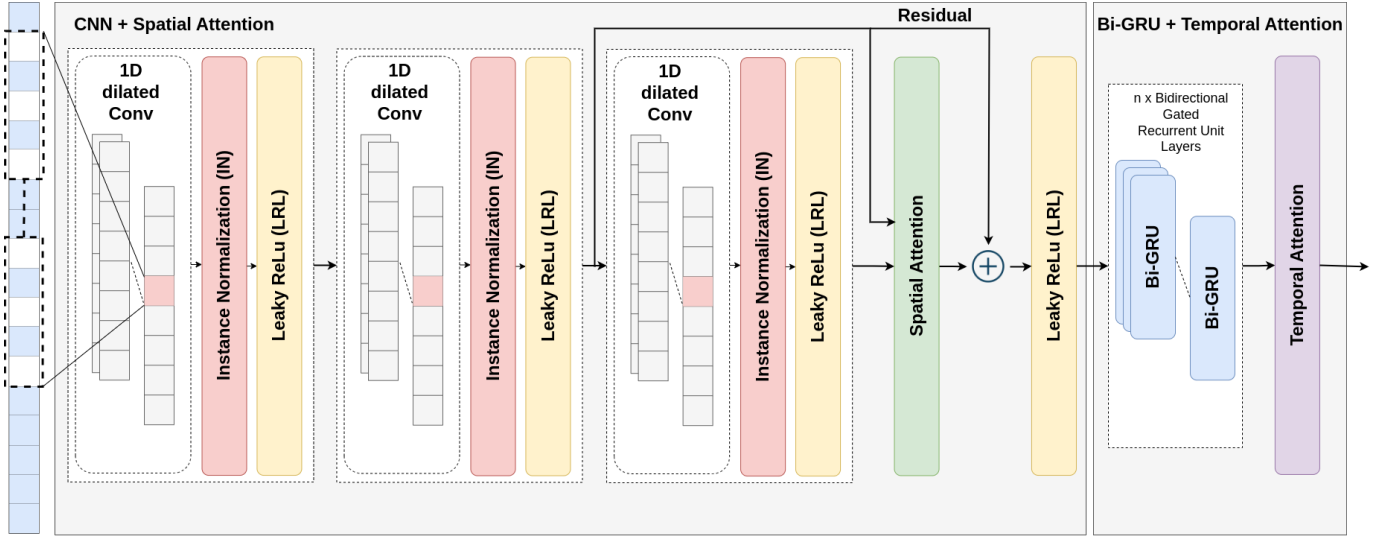 CNN + Spatial Attention
Residual
Bi-GRU + Temporal Attention
1D
dilated
Conv
Instance Normalization (IN)
Leaky ReLu (LRL)
1D
dilated
Conv
Instance Normalization (IN)
Leaky ReLu (LRL)
1D
dilated
Conv
Instance Normalization (IN)
Leaky ReLu (LRL)
Spatial Attention
Leaky ReLu (LRL)
n x Bidirectional
Gated
Recurrent Unit
Layers
Bi-GRU
Bi-GRU
Temporal Attention